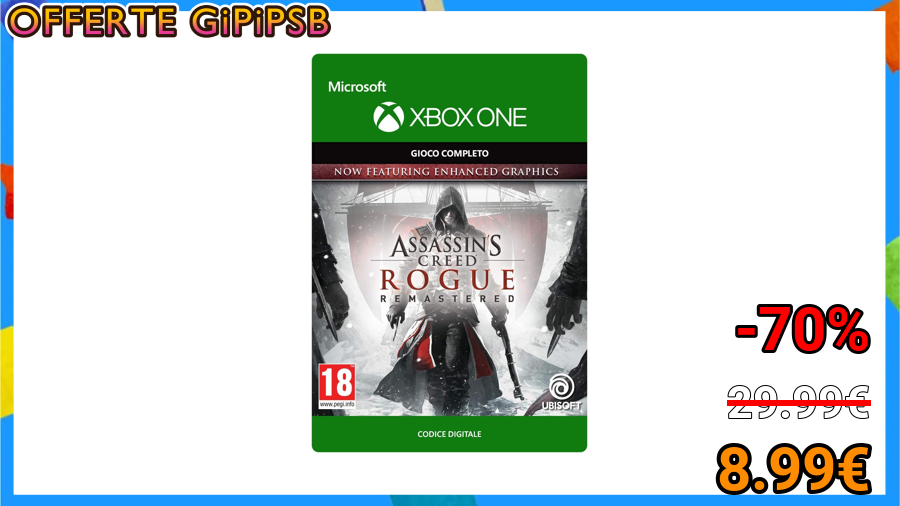 OFFERTE GiPiPSB
Microsoft
XBOX ONE
GIOCO COMPLETO
NOW FEATURING ENHANCED GRAPHICS
ASSASSIN'S
CREED
ROGUE
REMASTERED
18
www.pegi.info
UBISOFT
CODICE DIGITALE
-70%
29.99€
8.99€